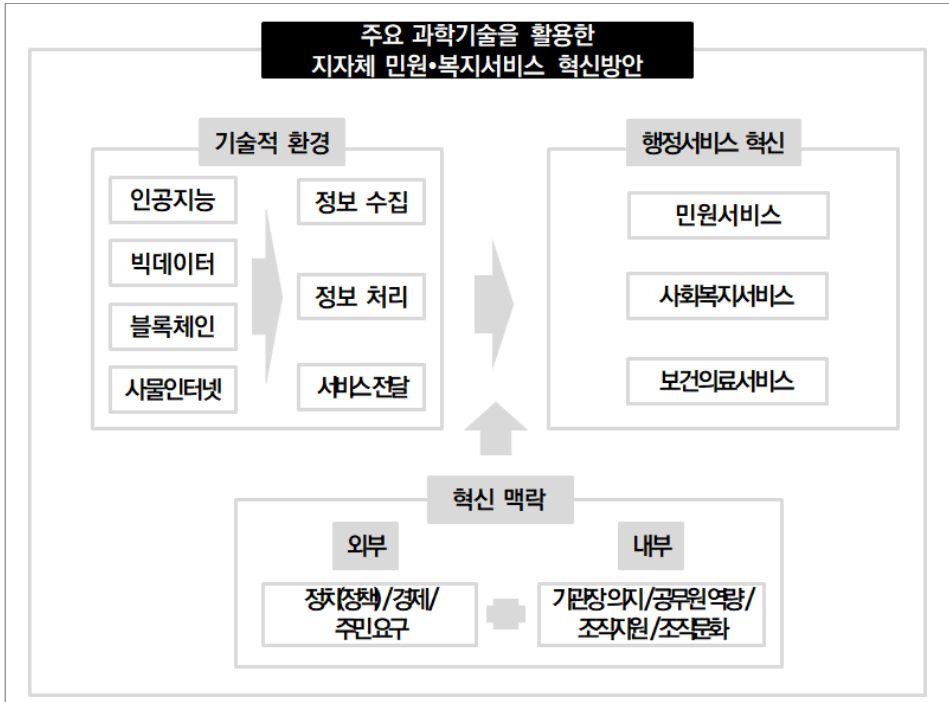 주요 과학기술을 활용한
지자체 민원•복지서비스 혁신방안
기술적 환경
인공지능
빅데이터
블록체인
사물인터넷
정보 수집
정보 처리
서비스 전달
행정서비스 혁신
민원서비스
사회복지서비스
보건의료서비스
혁신 맥락
외부
정치(정책) / 경제 /
주민 요구
내부
기관장 의지 / 공무원 역량 /
조직 지원 / 조직 문화